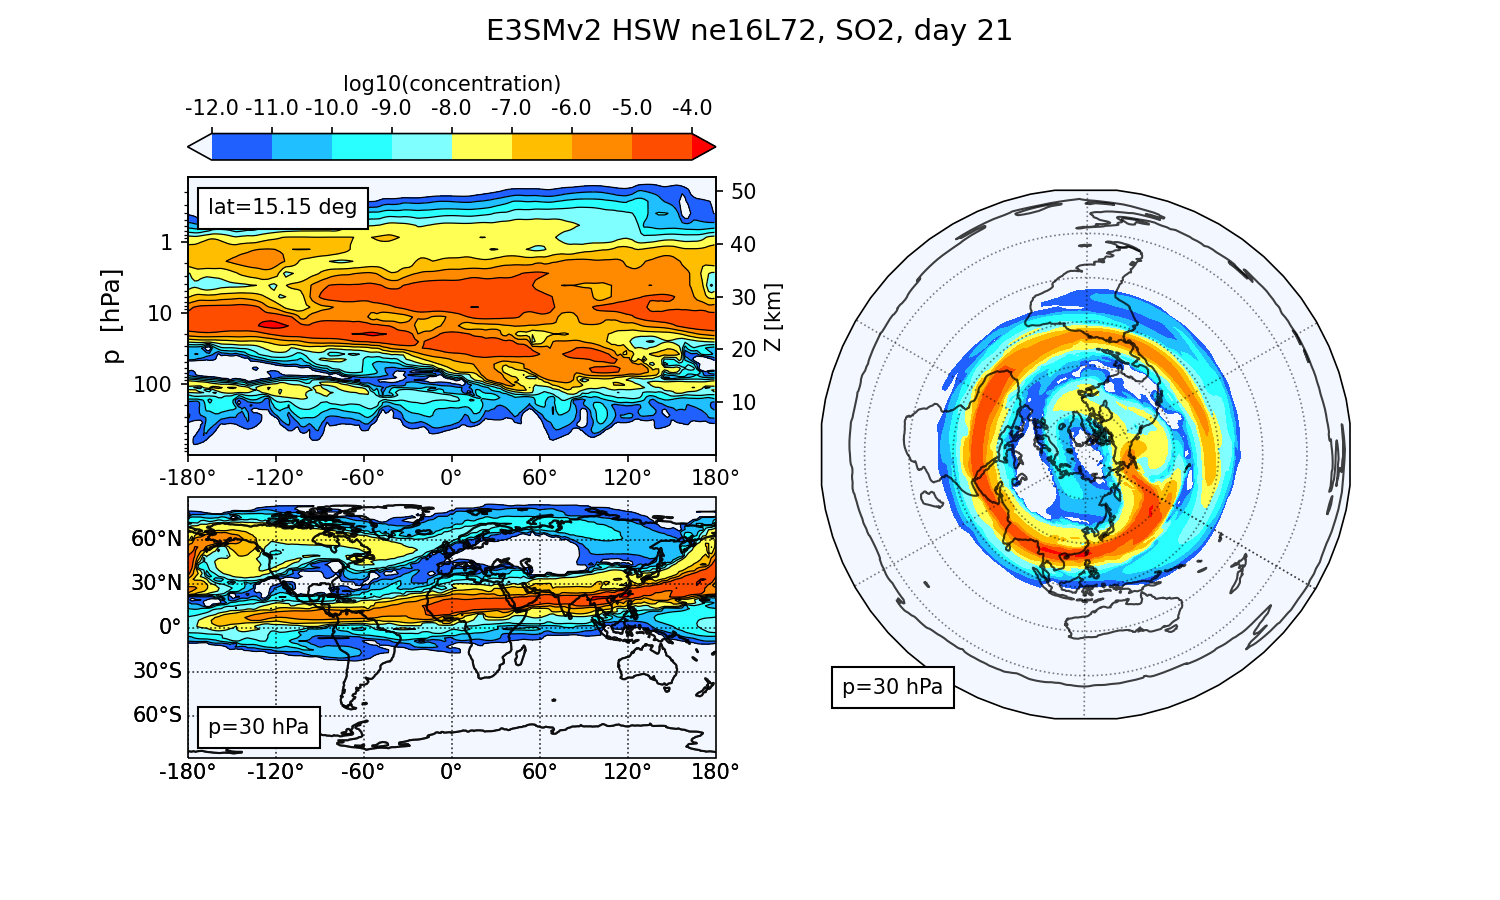 E3SMv2 HSW ne16L72, SO2, day 21
log10(concentration)
-12.0 -11.0 -10.0 -9.0 -8.0 -7.0 -6.0 -5.0 -4.0
lat=15.15 deg
p [hPa]
1
10
100
50
40
30
20
10
Z [km]
-180° -120° -60° 0° 60° 120° 180°
60°N
30°N
0°
30°S
60°S
p=30 hPa
-180° -120° -60° 0° 60° 120° 180°
p=30 hPa